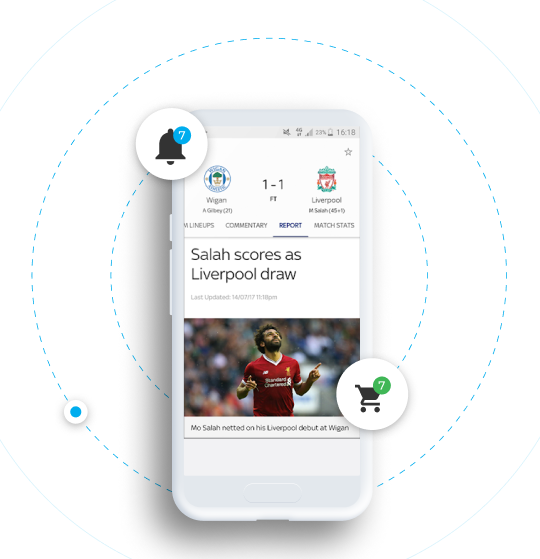 7
4G 23% 16:18
WIGAN
1-1
FT
Wigan
Liverpool
A Gilbey (21)
M Salah (45+1)
M LINEUPS COMMENTARY REPORT MATCH STATS
Salah scores as
Liverpool draw
Last Updated: 14/07/17 11:18pm
Standard
Chartered
7
Mo Salah netted on his Liverpool debut at Wigan